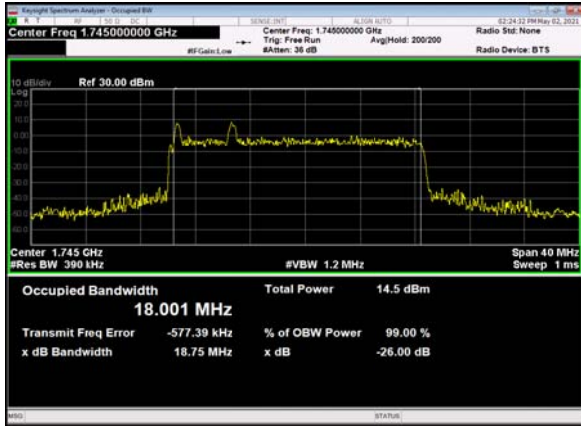 Keysight Spectrum Analyzer - Occupied BW
R T RF 50 Ω DC SENSE:INT ALIGN AUTO 02:24:32 PM May 02, 2021
Center Freq 1.745000000 GHz Center Freq: 1.745000000 GHz Radio Std: None
Trig: Free Run Avg|Hold: 200/200
#IFGain:Low #Atten: 36 dB Radio Device: BTS
10 dB/div Ref 30.00 dBm
Log
20.0
10.0
0.00
-10.0
-20.0
-30.0
-40.0
-50.0
-60.0
Center 1.745 GHz Span 40 MHz
#Res BW 390 kHz #VBW 1.2 MHz Sweep 1 ms
Occupied Bandwidth Total Power 14.5 dBm
18.001 MHz
Transmit Freq Error -577.39 kHz % of OBW Power 99.00 %
x dB Bandwidth 18.75 MHz x dB -26.00 dB
MSG STATUS